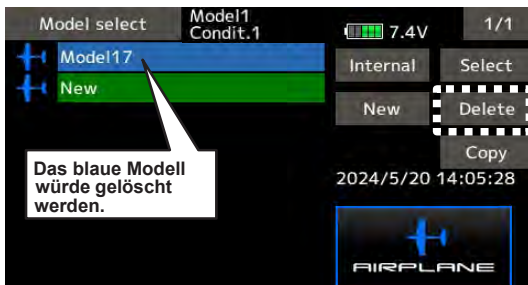 Model select
Model1
Condit.1
7.4V
1/1
Model17
New
Internal
Select
New
Delete
Copy
Das blaue Modell
würde gelöscht
werden.
2024/5/20 14:05:28
AIRPLANE